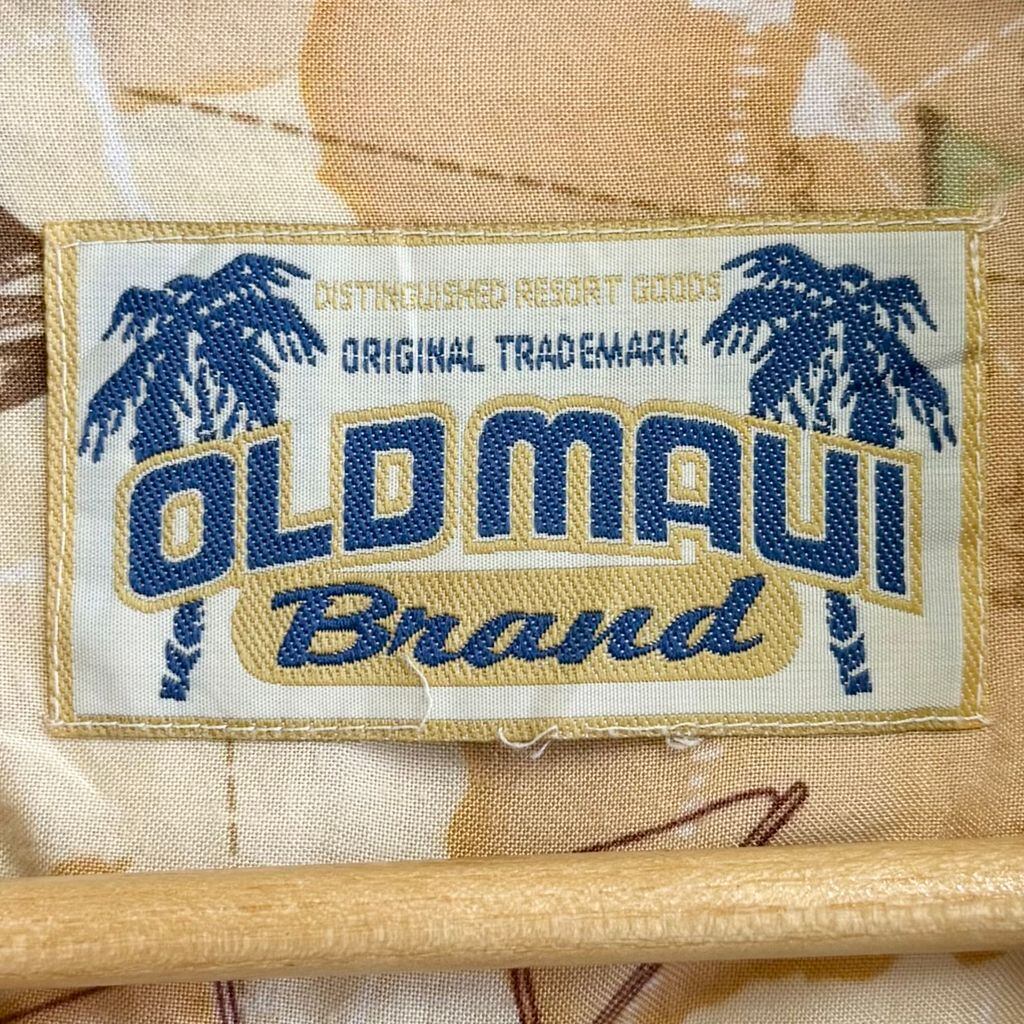 DISTINGUISHED RESORT GOODS
ORIGINAL TRADEMARK
OLD MAUI
Brand